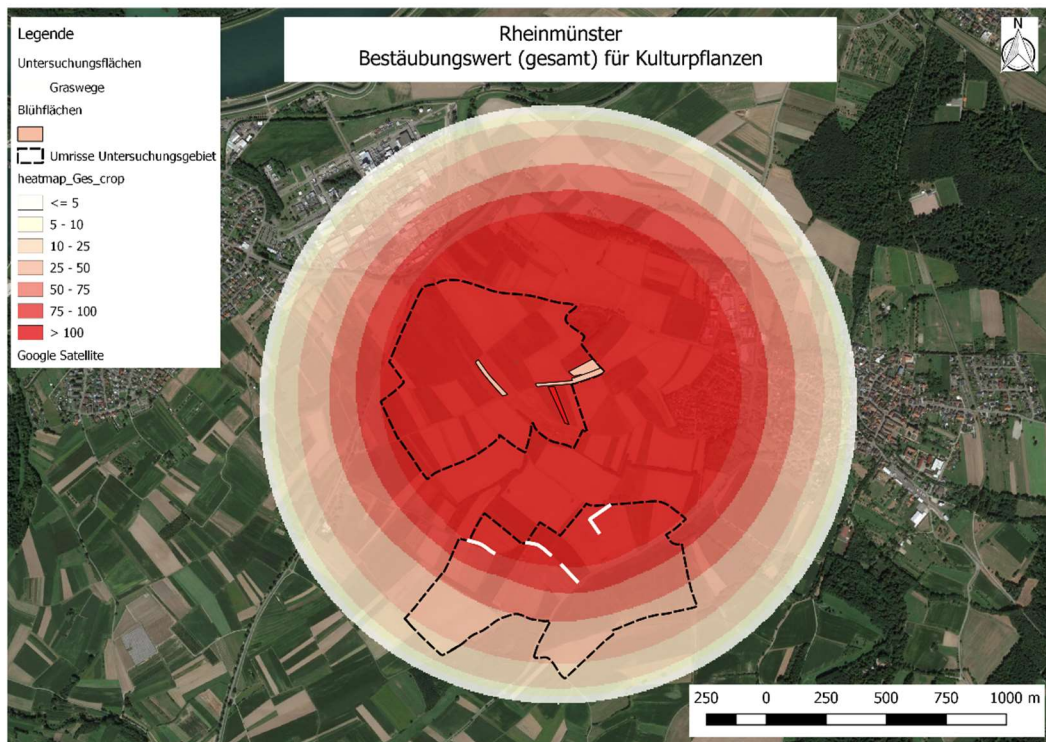 Rheinmünster
Bestäubungswert (gesamt) für Kulturpflanzen
N
Legende
Untersuchungsflächen
Graswege
Blühflächen
Umrisse Untersuchungsgebiet
heatmap_Ges_crop
<= 5
5 - 10
10 - 25
25 - 50
50 - 75
75 - 100
> 100
Google Satellite
250 0 250 500 750 1000 m